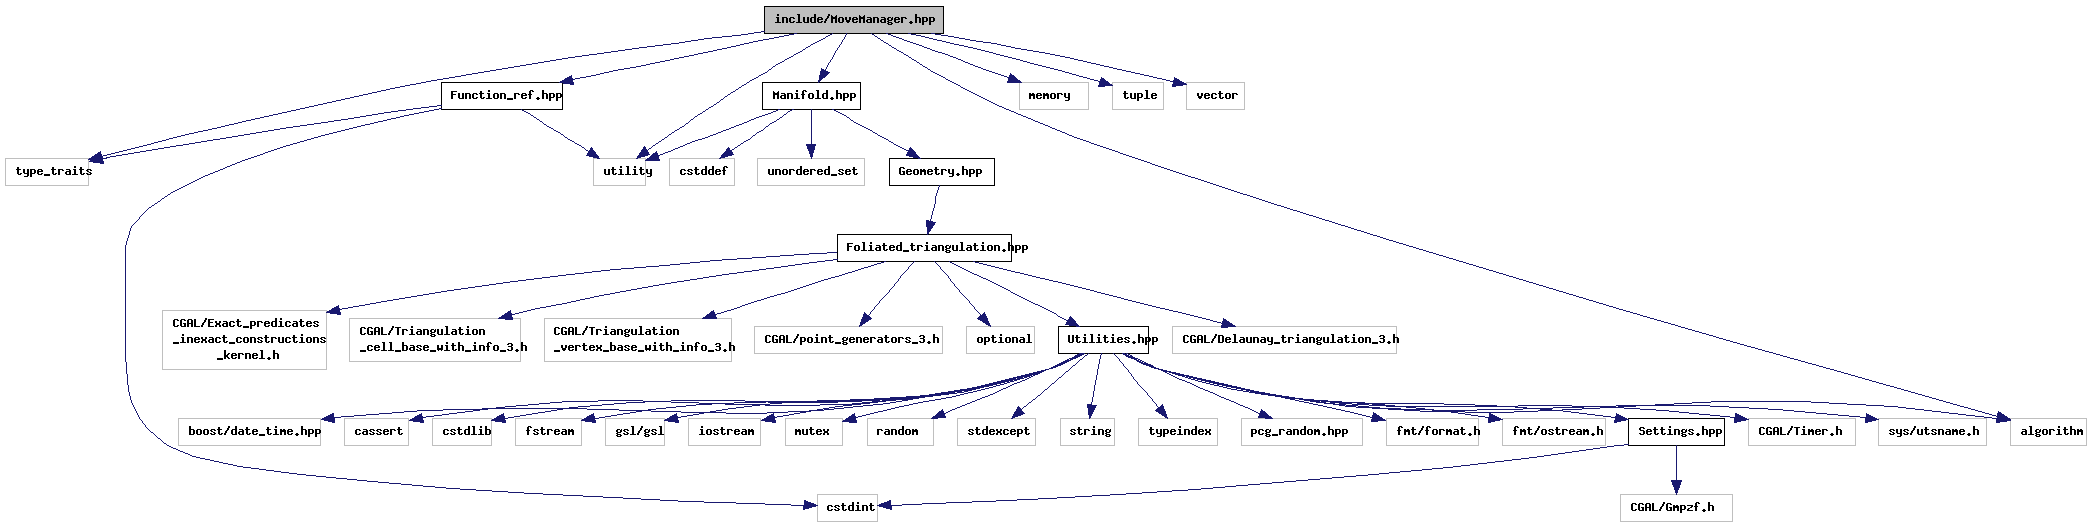 include/MoveManager.hpp
Function_ref.hpp
Manifold.hpp
memory
tuple
vector
type_traits
utility
cstddef
unordered_set
Geometry.hpp
Foliated_triangulation.hpp
CGAL/Exact_predicates
_inexact_constructions
_kernel.h
CGAL/Triangulation
_cell_base_with_info_3.h
CGAL/Triangulation
_vertex_base_with_info_3.h
CGAL/point_generators_3.h
optional
Utilities.hpp
CGAL/Delaunay_triangulation_3.h
boost/date_time.hpp
cassert
cstdlib
fstream
gsl/gsl
iostream
mutex
random
stdexcept
string
typeindex
pcg_random.hpp
fmt/format.h
fmt/ostream.h
Settings.hpp
CGAL/Timer.h
sys/utsname.h
algorithm
cstdint
CGAL/Gmpzf.h